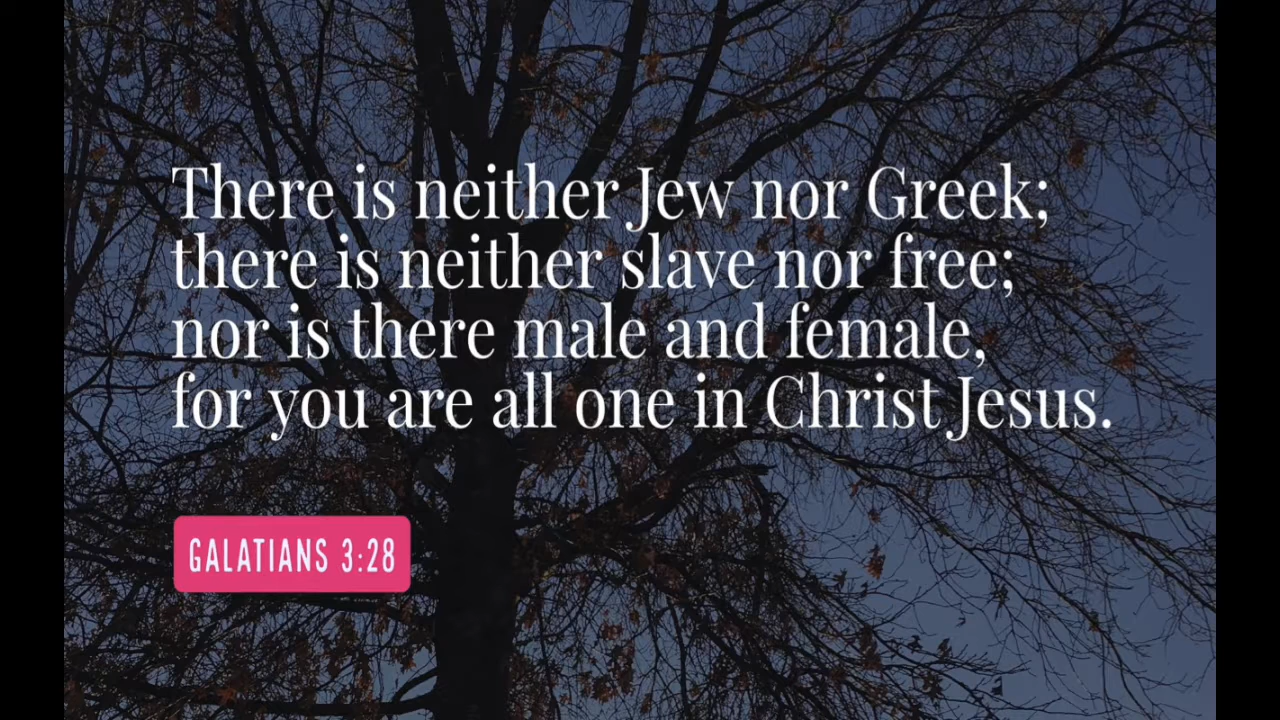 There is neither Jew nor Greek;
there is neither slave nor free;
nor is there male and female,
for you are all one in Christ Jesus.
GALATIANS 3:28